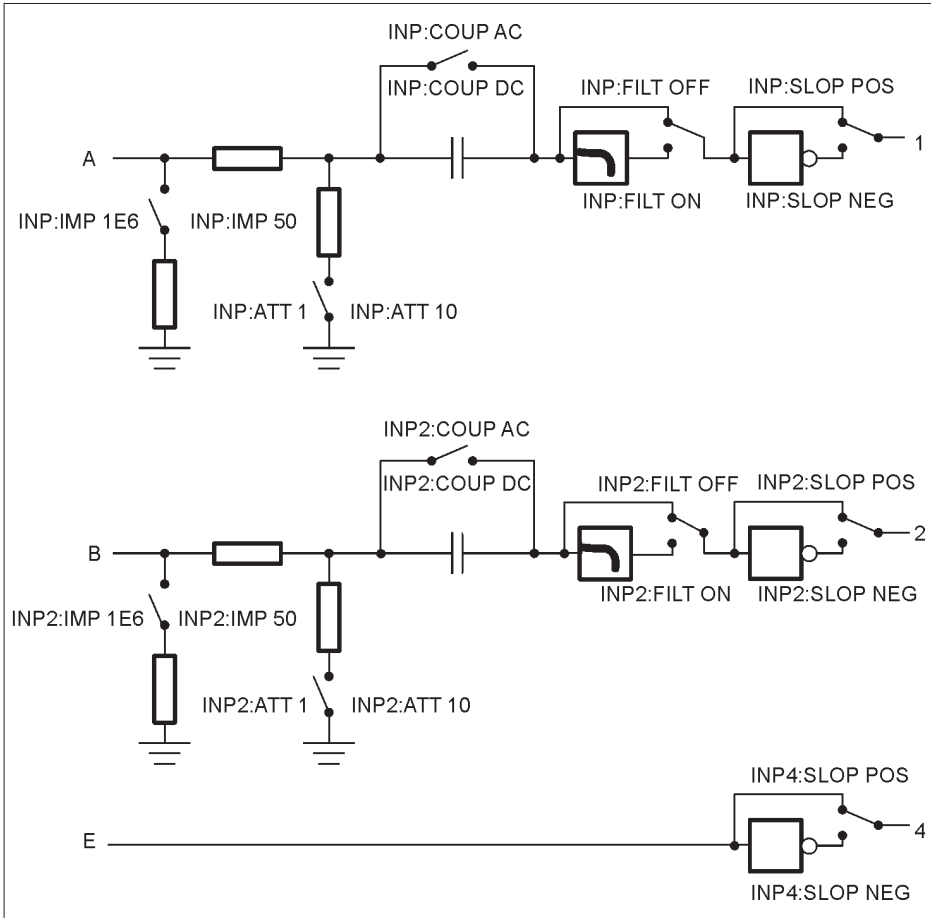 INP:COUP AC
INP:COUP DC
INP:FILT OFF
INP:SLOP POS
A
1
INP:IMP 1E6
INP:IMP 50
INP:FILT ON
INP:SLOP NEG
INP:ATT 1
INP:ATT 10
INP2:COUP AC
INP2:COUP DC
INP2:FILT OFF
INP2:SLOP POS
B
2
INP2:IMP 1E6
INP2:IMP 50
INP2:FILT ON
INP2:SLOP NEG
INP2:ATT 1
INP2:ATT 10
INP4:SLOP POS
E
4
INP4:SLOP NEG